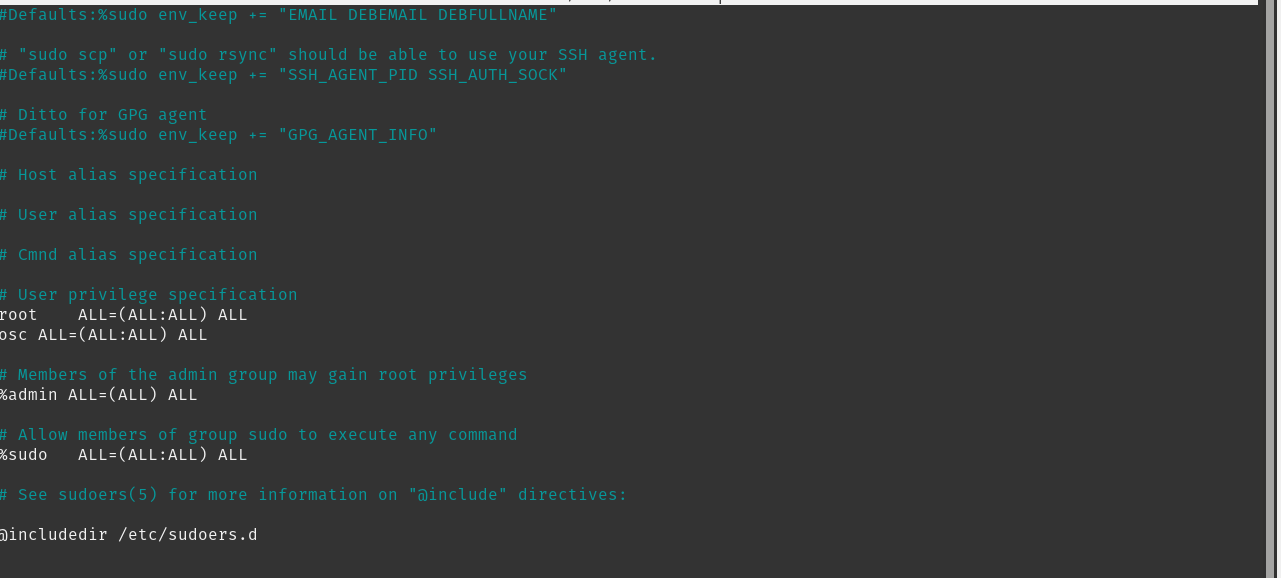 #Defaults:%sudo env_keep += "EMAIL DEBEMAIL DEBFULLNAME"
# "sudo scp" or "sudo rsync" should be able to use your SSH agent.
#Defaults:%sudo env_keep += "SSH_AGENT_PID SSH_AUTH_SOCK"
# Ditto for GPG agent
#Defaults:%sudo env_keep += "GPG_AGENT_INFO"
# Host alias specification
# User alias specification
# Cmnd alias specification
# User privilege specification
root    ALL=(ALL:ALL) ALL
osc ALL=(ALL:ALL) ALL
# Members of the admin group may gain root privileges
%admin ALL=(ALL) ALL
# Allow members of group sudo to execute any command
%sudo   ALL=(ALL:ALL) ALL
# See sudoers(5) for more information on "@include" directives:
@includedir /etc/sudoers.d